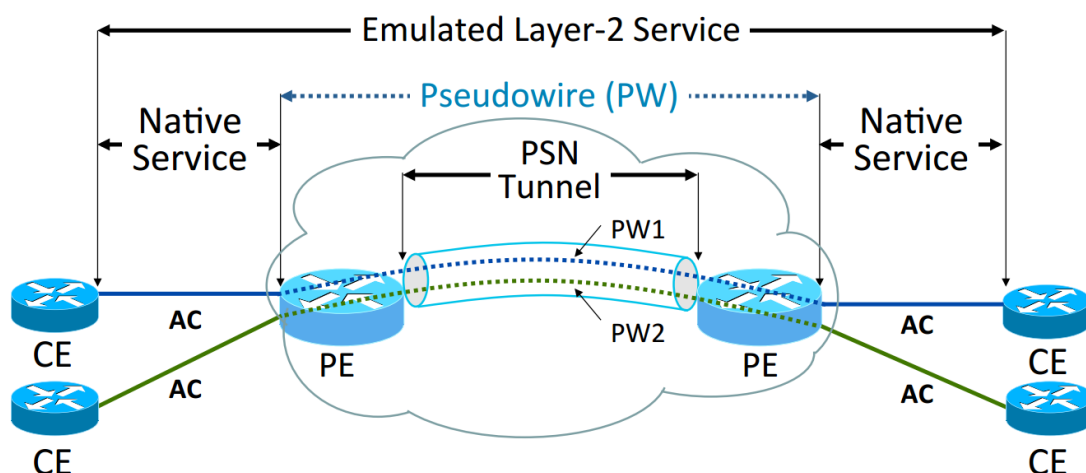 Emulated Layer-2 Service
Pseudowire (PW)
Native
Service
PSN
Tunnel
Native
Service
PW1
PW2
AC
AC
CE
CE
PE
PE
AC
AC
CE
CE